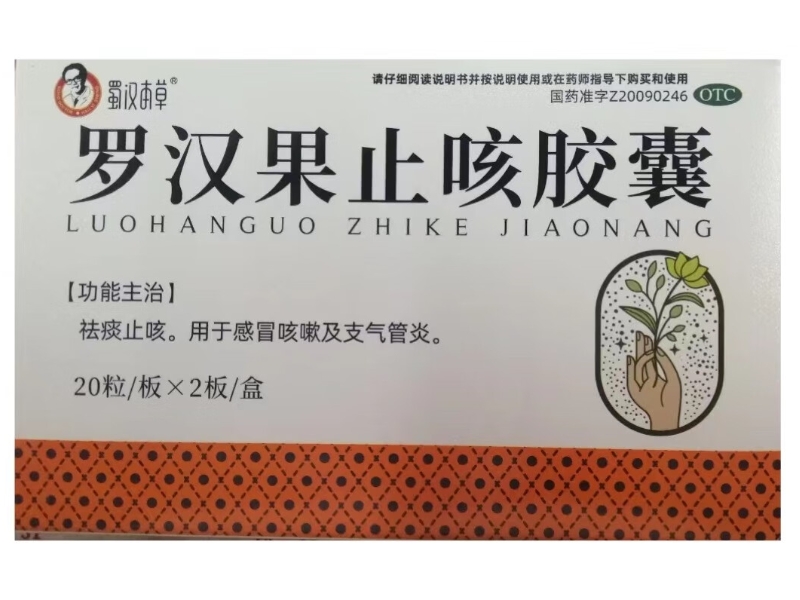 蜀汉本草®
请仔细阅读说明书并按说明使用或在药师指导下购买和使用
国药准字Z20090246 OTC
罗汉果止咳胶囊
LUOHANGUO ZHIKE JIAONANG
【功能主治】
祛痰止咳。用于感冒咳嗽及支气管炎。
20粒/板×2板/盒